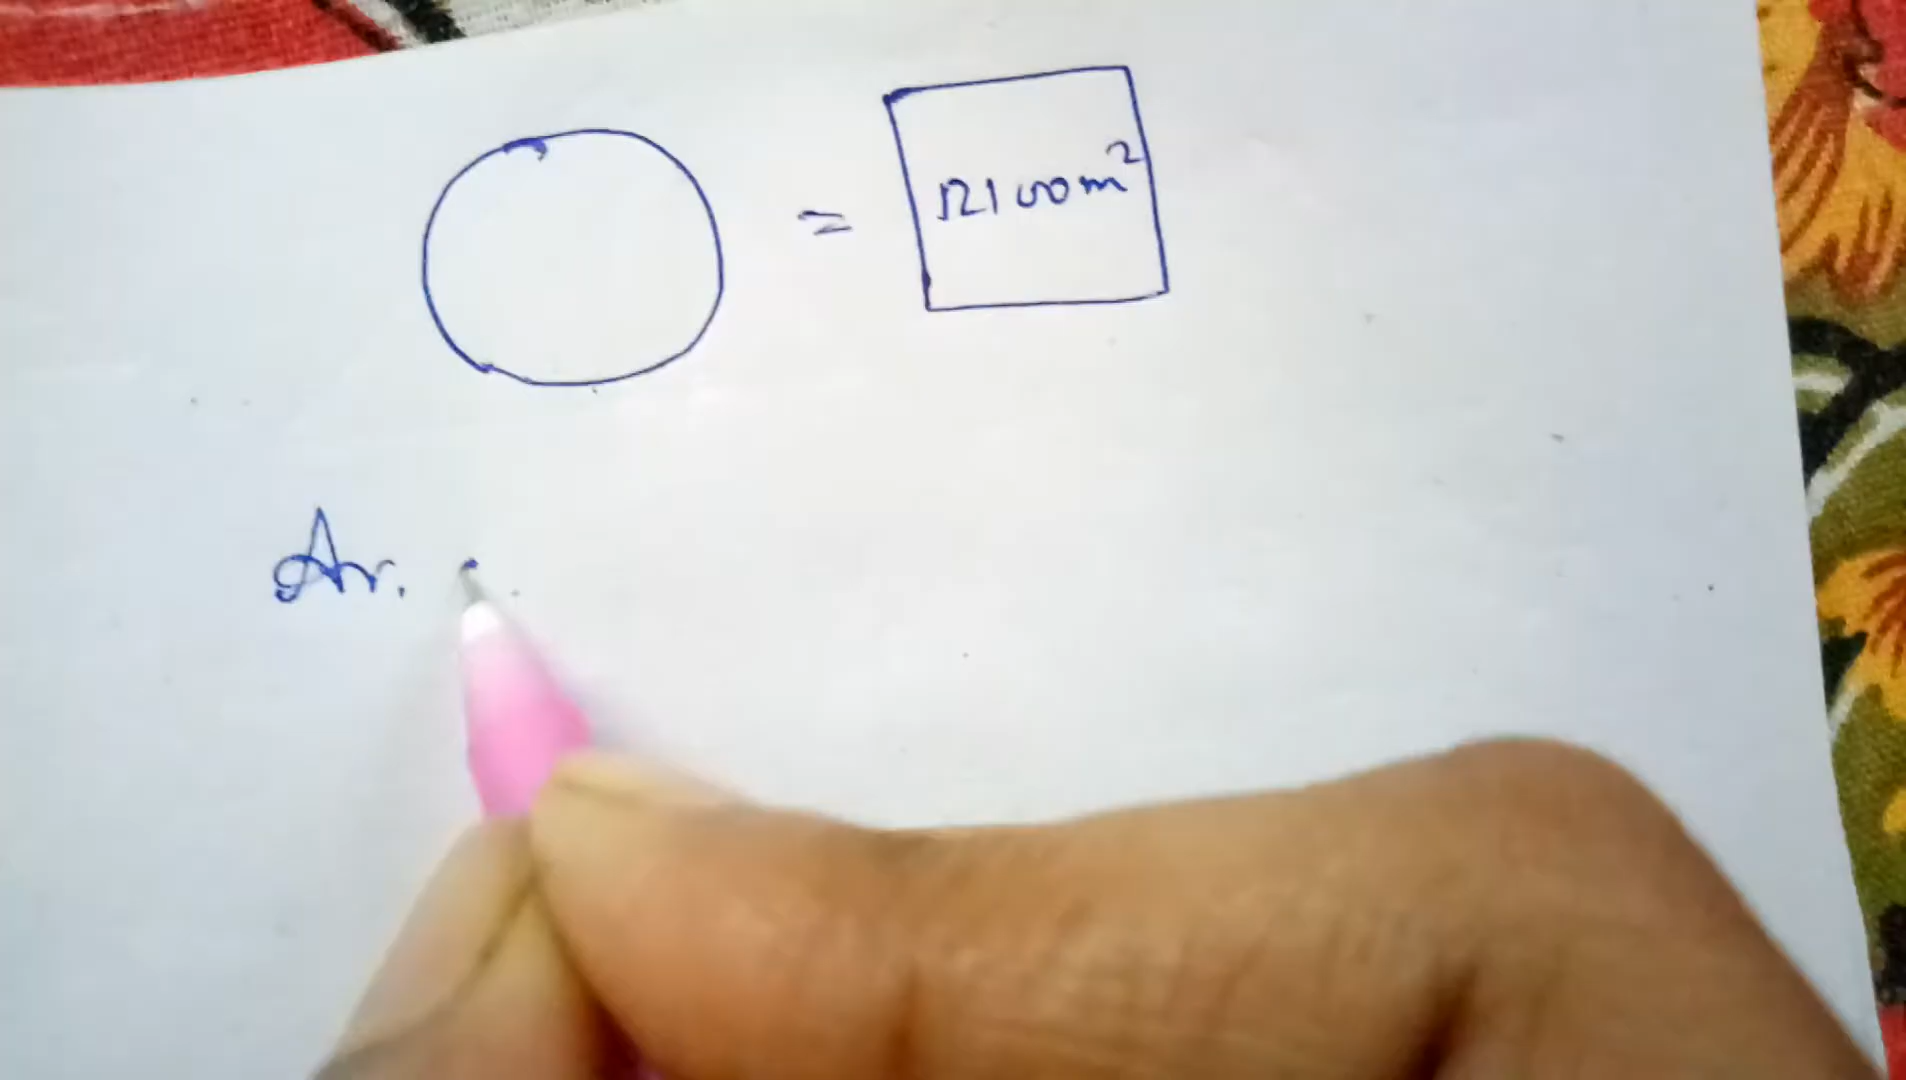 = 12100m²
Ar.